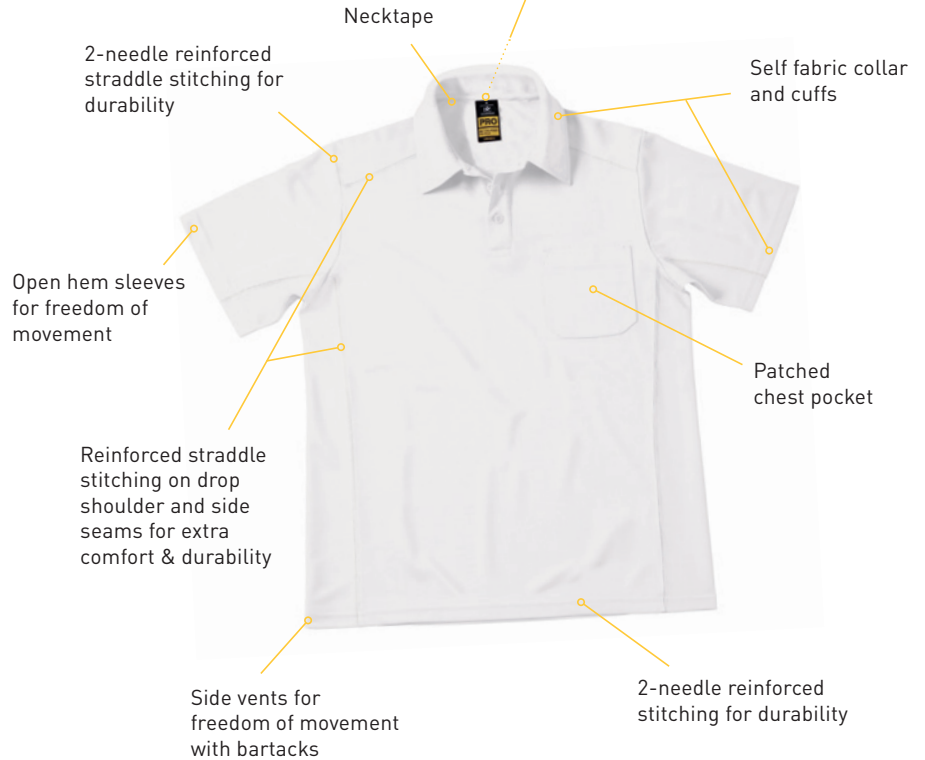 Necktape
2-needle reinforced
straddle stitching for
durability
Self fabric collar
and cuffs
PRO
Open hem sleeves
for freedom of
movement
Patched
chest pocket
Reinforced straddle
stitching on drop
shoulder and side
seams for extra
comfort & durability
Side vents for
freedom of movement
with bartacks
2-needle reinforced
stitching for durability